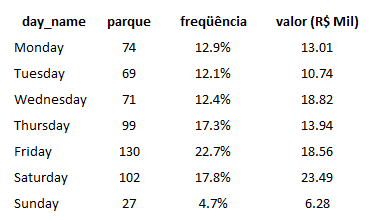 day_name parque freqüência valor (R$ Mil)
Monday 74 12.9% 13.01
Tuesday 69 12.1% 10.74
Wednesday 71 12.4% 18.82
Thursday 99 17.3% 13.94
Friday 130 22.7% 18.56
Saturday 102 17.8% 23.49
Sunday 27 4.7% 6.28